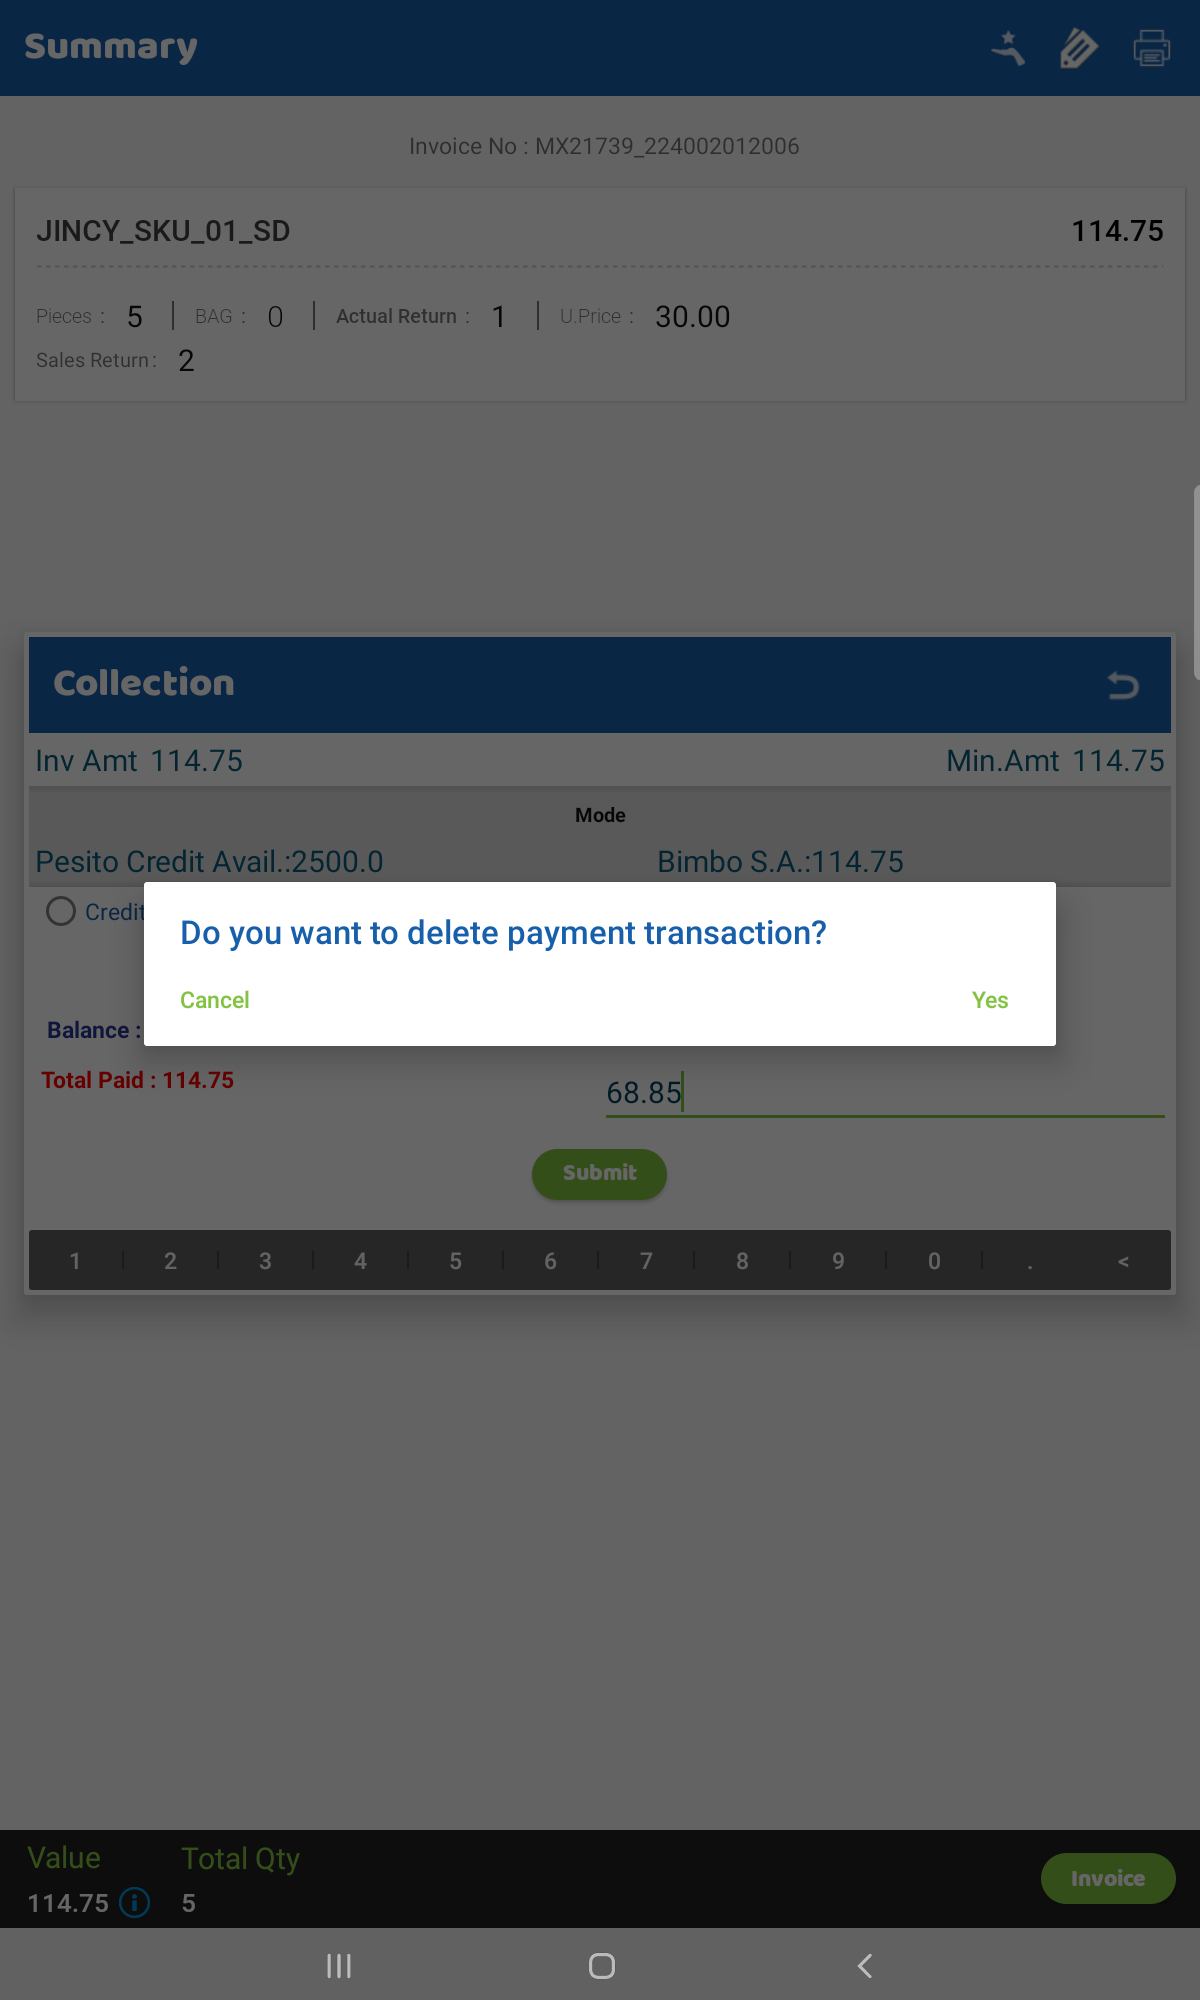 Summary
Invoice No : MX21739_224002012006
JINCY_SKU_01_SD 114.75
Pieces : 5 BAG : 0 Actual Return : 1 U.Price : 30.00
Sales Return : 2
Collection
Inv Amt 114.75 Min.Amt 114.75
Mode
Pesito Credit Avail.:2500.0 Bimbo S.A.:114.75
Credit
Do you want to delete payment transaction?
Cancel Yes
Balance :
Total Paid : 114.75
68.85
Submit
1 2 3 4 5 6 7 8 9 0 . <
Value Total Qty
114.75 i 5
Invoice